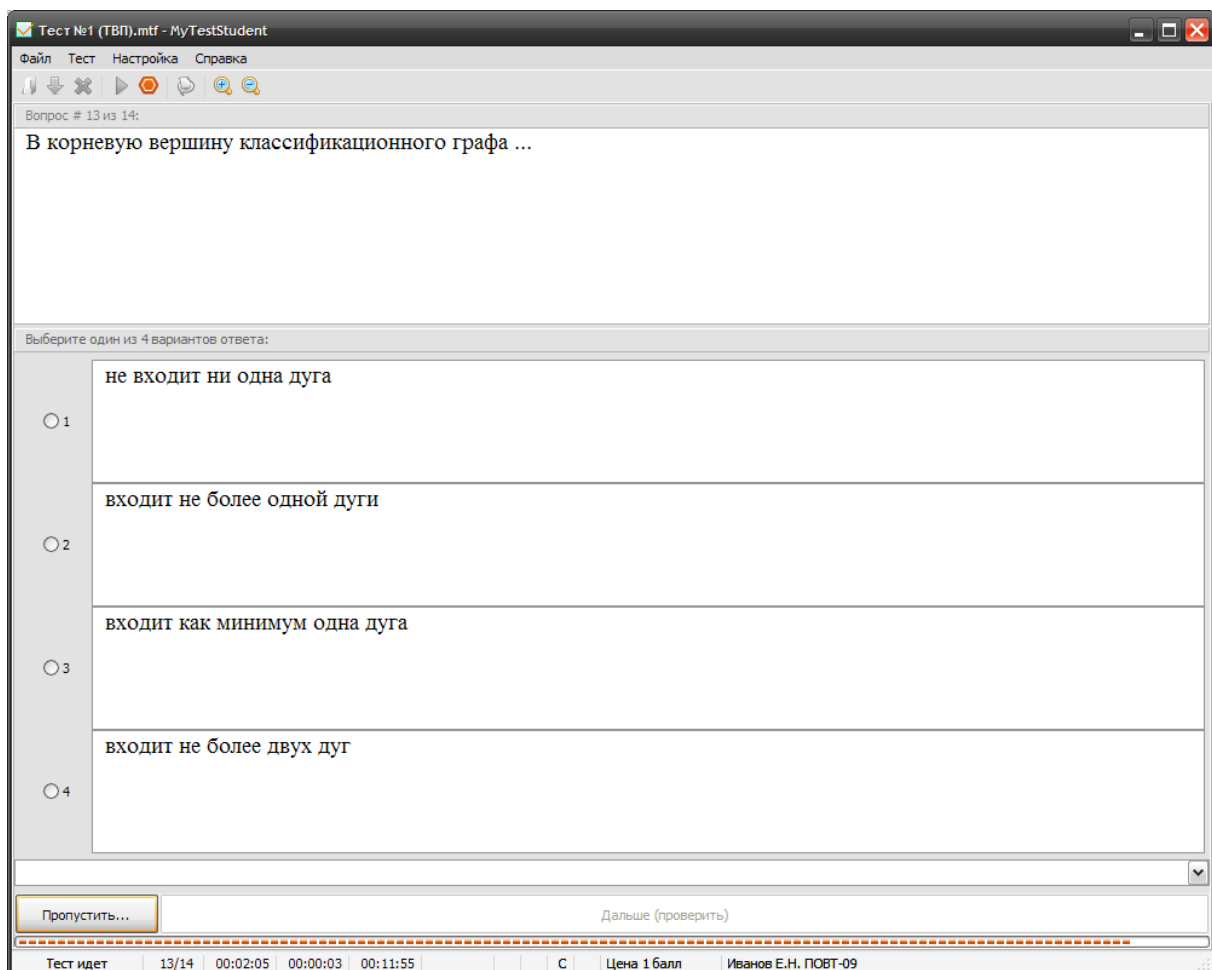 Тест №1 (ТВП).mtf - MyTestStudent
Файл Тест Настройка Справка
Вопрос # 13 из 14:
В корневую вершину классификационного графа ...
Выберите один из 4 вариантов ответа:
не входит ни одна дуга
1
входит не более одной дуги
2
входит как минимум одна дуга
3
входит не более двух дуг
4
Пропустить... Дальше (проверить)
Тест идет 13/14 00:02:05 00:00:03 00:11:55 С Цена 1 балл Иванов Е.Н. ПОВТ-09